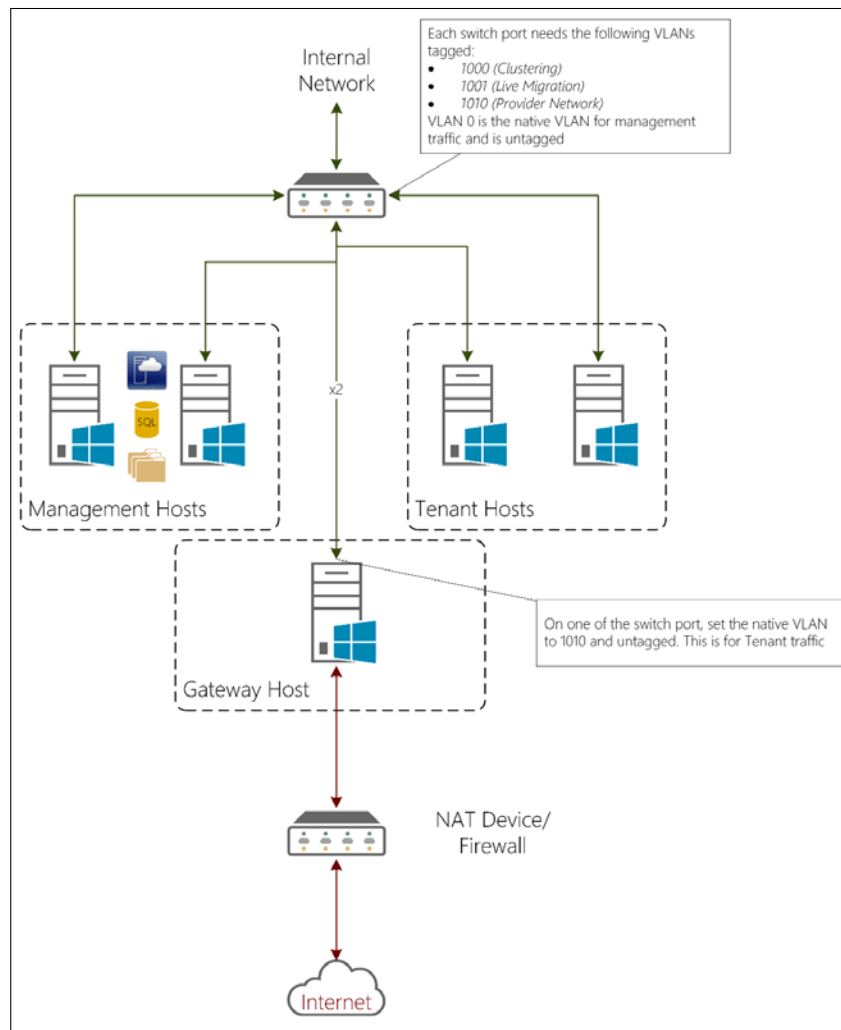 Each switch port needs the following VLANs
tagged:
• 1000 (Clustering)
• 1001 (Live Migration)
• 1010 (Provider Network)
VLAN 0 is the native VLAN for management
traffic and is untagged
Internal
Network
x2
SQL
Management Hosts
Tenant Hosts
On one of the switch port, set the native VLAN
to 1010 and untagged. This is for Tenant traffic
Gateway Host
NAT Device/
Firewall
Internet